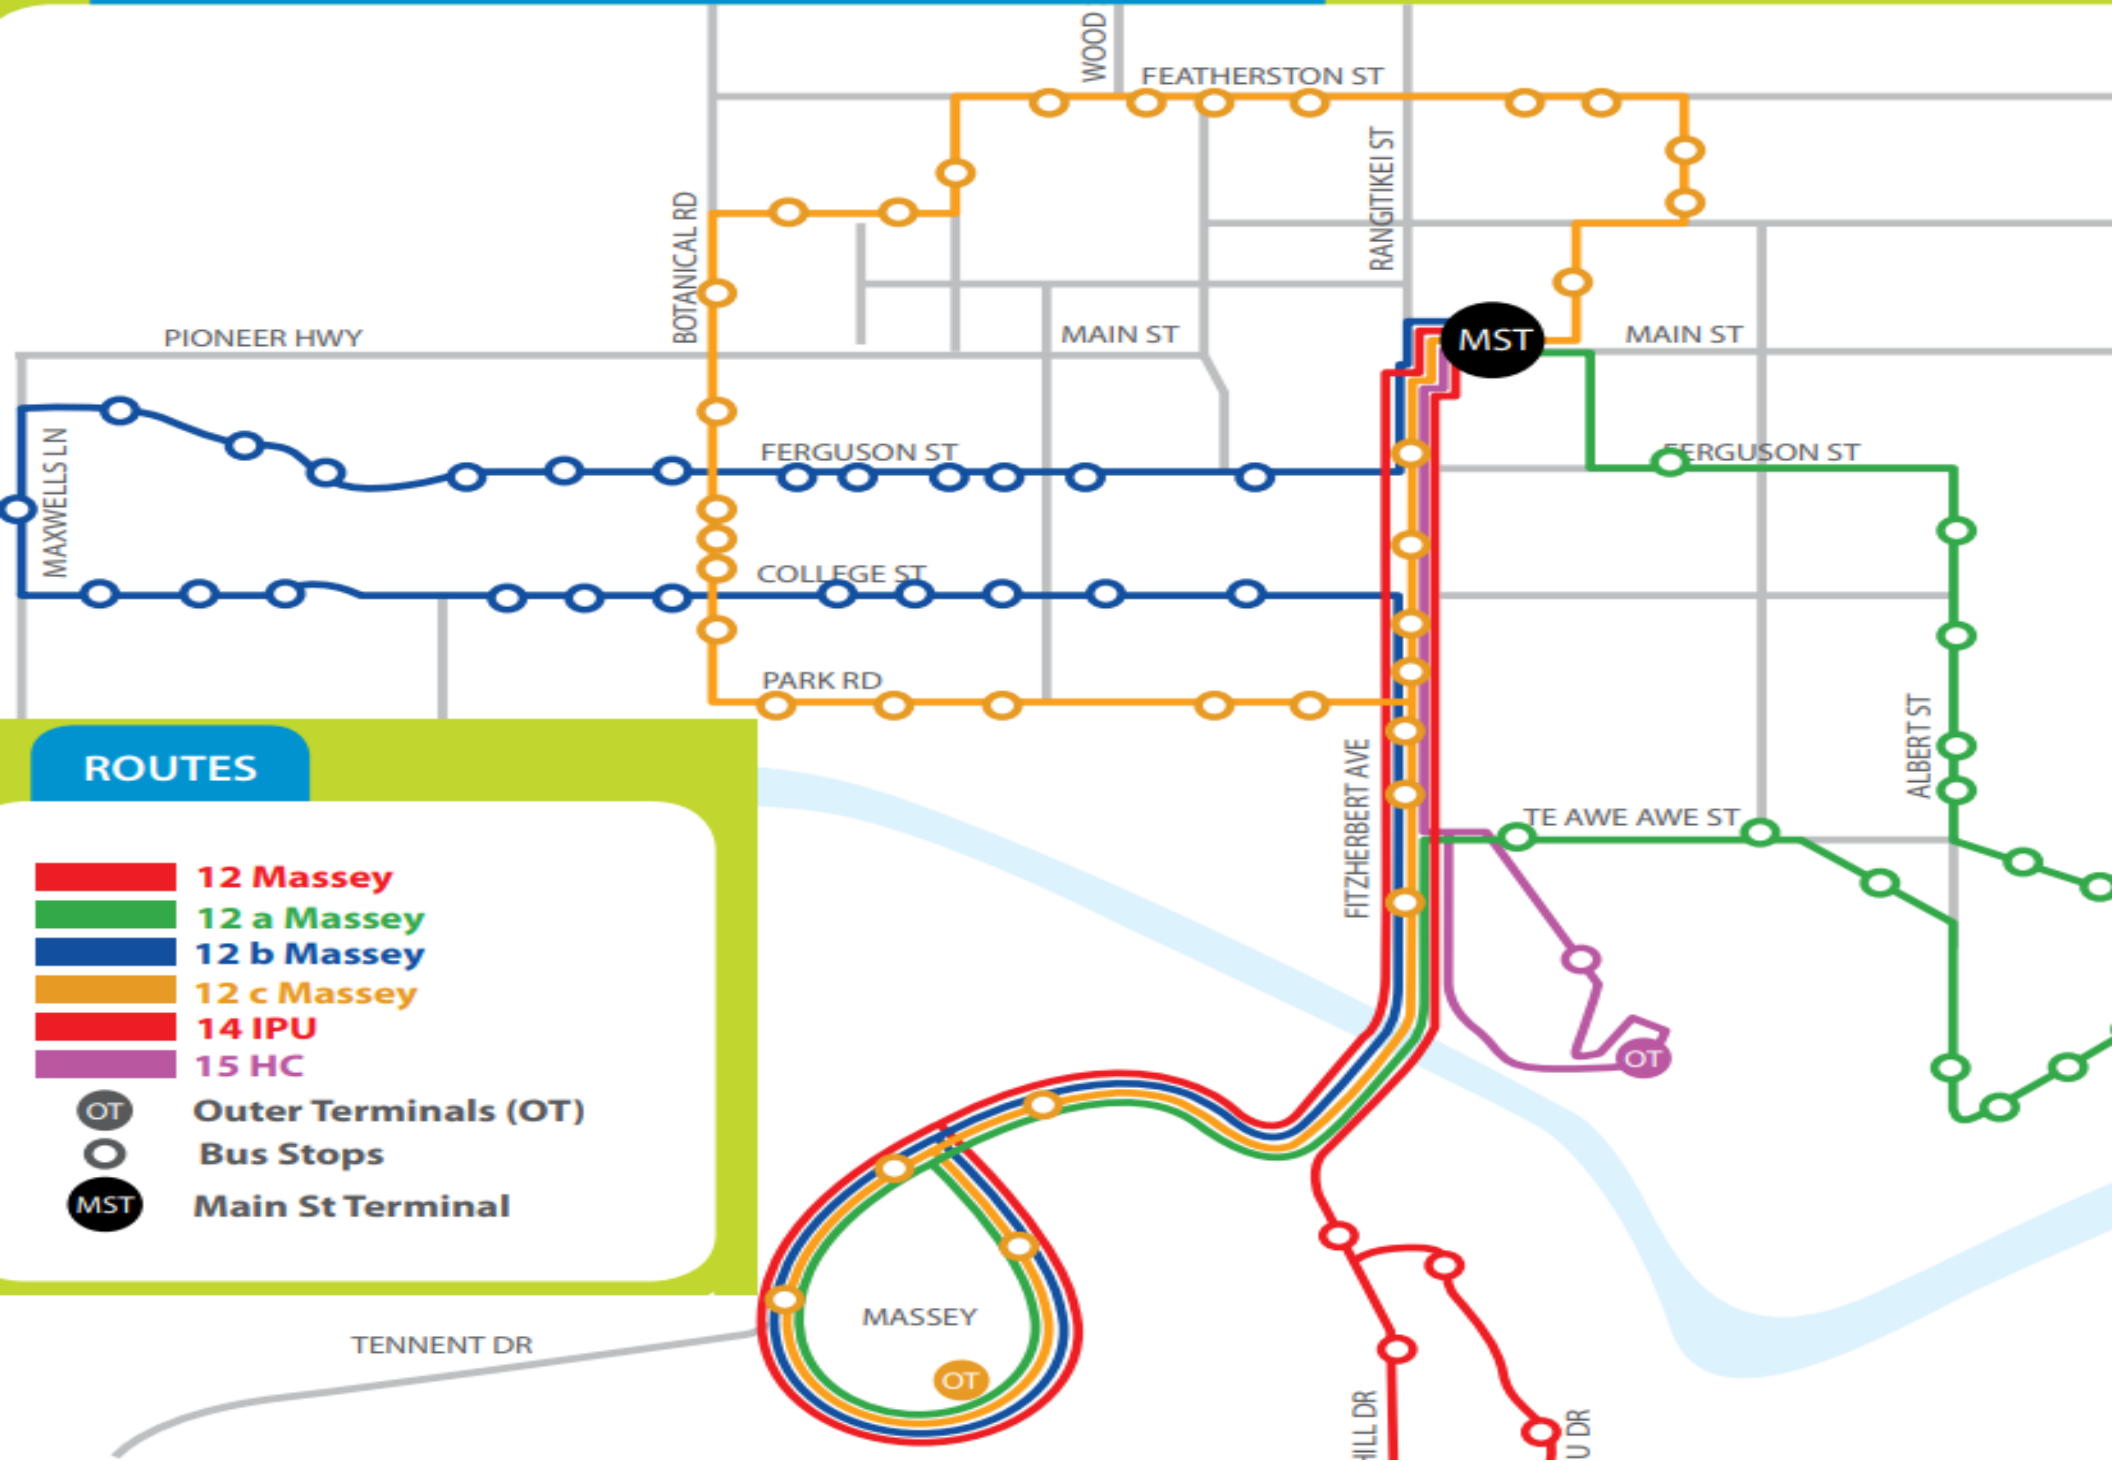 WOOD
FEATHERSTON ST
RANGITIKEI ST
BOTANICAL RD
PIONEER HWY
MAIN ST
MST
MAIN ST
MAXWELLS LN
FERGUSON ST
FERGUSON ST
COLLEGE ST
PARK RD
ALBERT ST
FITZHERBERT AVE
TE AWE AWE ST
OT
ROUTES
12 Massey
12 a Massey
12 b Massey
12 c Massey
14 IPU
15 HC
OT Outer Terminals (OT)
Bus Stops
MST Main St Terminal
TENNENT DR
MASSEY
OT
HILL DR
U DR